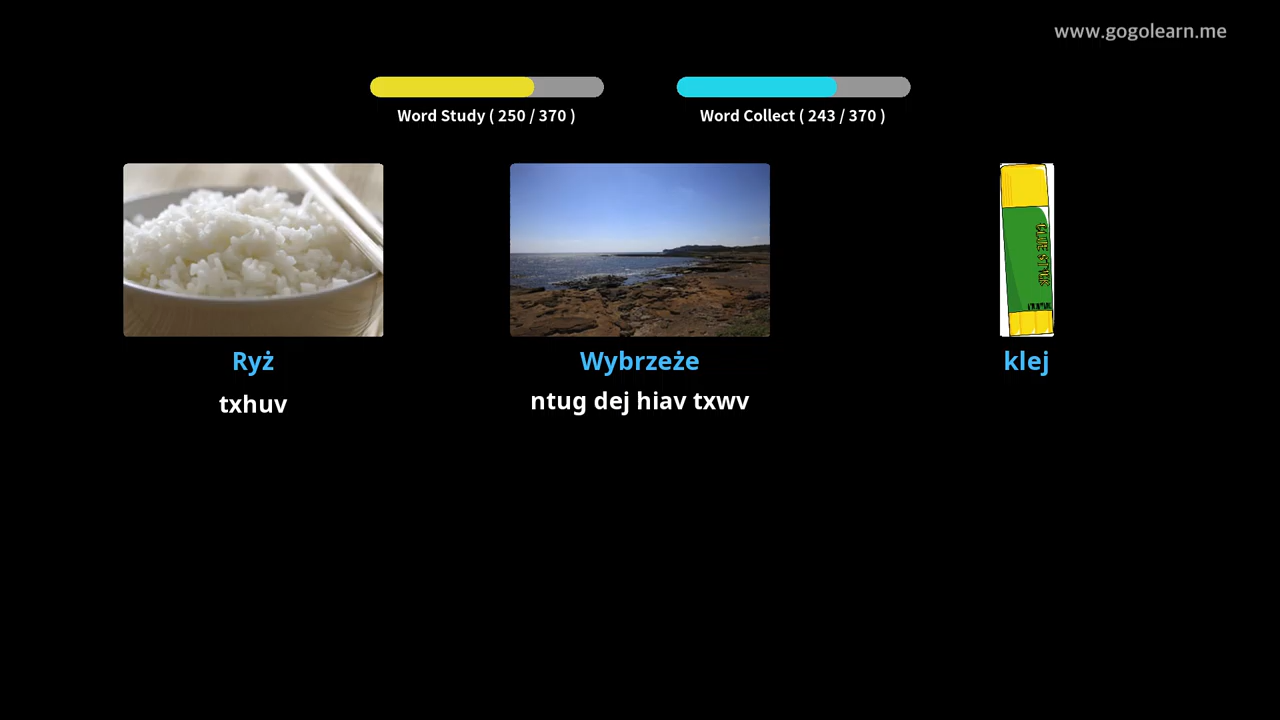 www.gogolearn.me
Word Study ( 250 / 370 )
Word Collect ( 243 / 370 )
Ryż
Wybrzeże
klej
txhuv
ntug dej hiav txwv